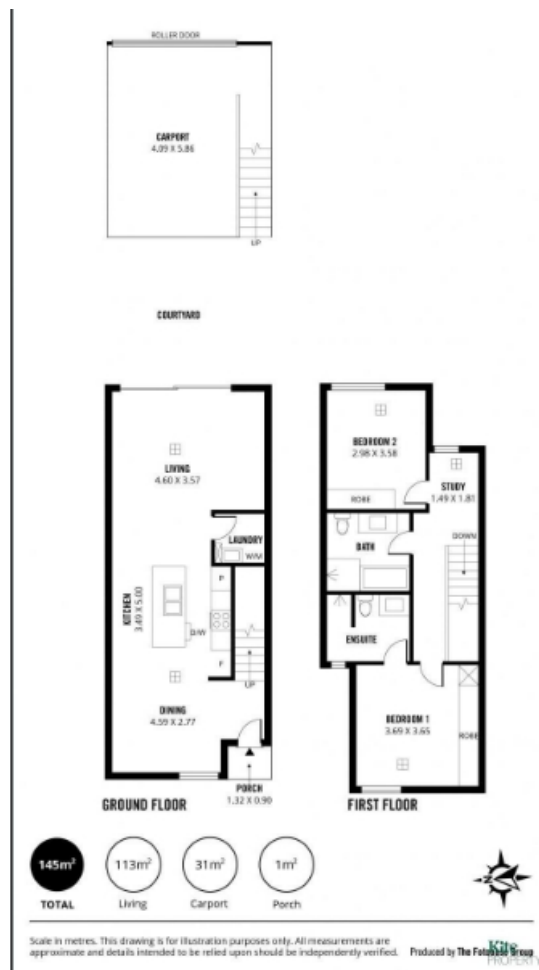 ROLLER DOOR
CARPORT
4.09 X 5.86
UP
COURTYARD
LIVING
4.60 X 3.57
LAUNDRY
W/M
P
KITCHEN
3.49 X 5.00
D/W
F
UP
DINING
4.59 X 2.77
PORCH
1.32 X 0.90
GROUND FLOOR
BEDROOM 2
2.98 X 3.58
ROBE
STUDY
1.49 X 1.81
BATH
DOWN
ENSUITE
BEDROOM 1
3.69 X 3.65
ROBE
FIRST FLOOR
145m²
TOTAL
113m²
Living
31m²
Carport
1m²
Porch
N
Scale in metres. This drawing is for illustration purposes only. All measurements are
approximate and details intended to be relied upon should be independently verified.
Produced by The Fotobase Group
Kite
PROPERTY